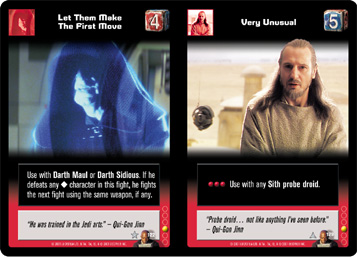 Let Them Make
The First Move
4
Use with Darth Maul or Darth Sidious. If he
defeats any ◆ character in this fight, he fights
the next fight using the same weapon, if any.
"He was trained in the Jedi arts." – Qui-Gon Jinn
Very Unusual
5
Use with any Sith probe droid.
"Probe droid . . . not like anything I've seen before."
– Qui-Gon Jinn